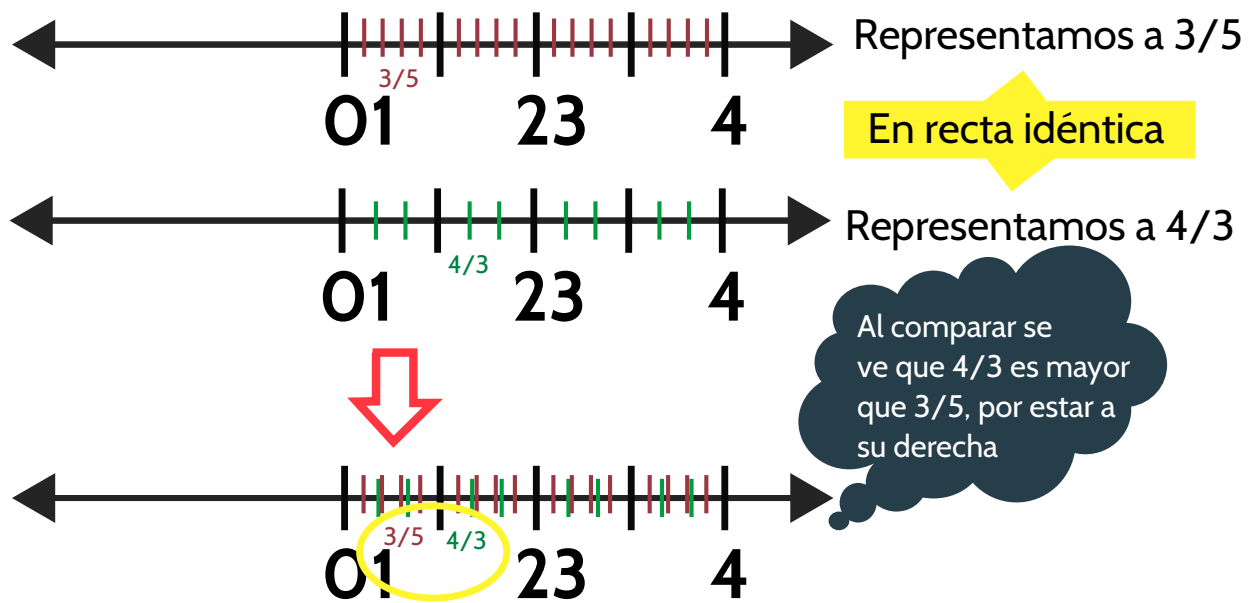 Representamos a 3/5
3/5
01 23 4
En recta idéntica
Representamos a 4/3
4/3
01 23 4
Al comparar se
ve que 4/3 es mayor
que 3/5, por estar a
su derecha
3/5 4/3
01 23 4